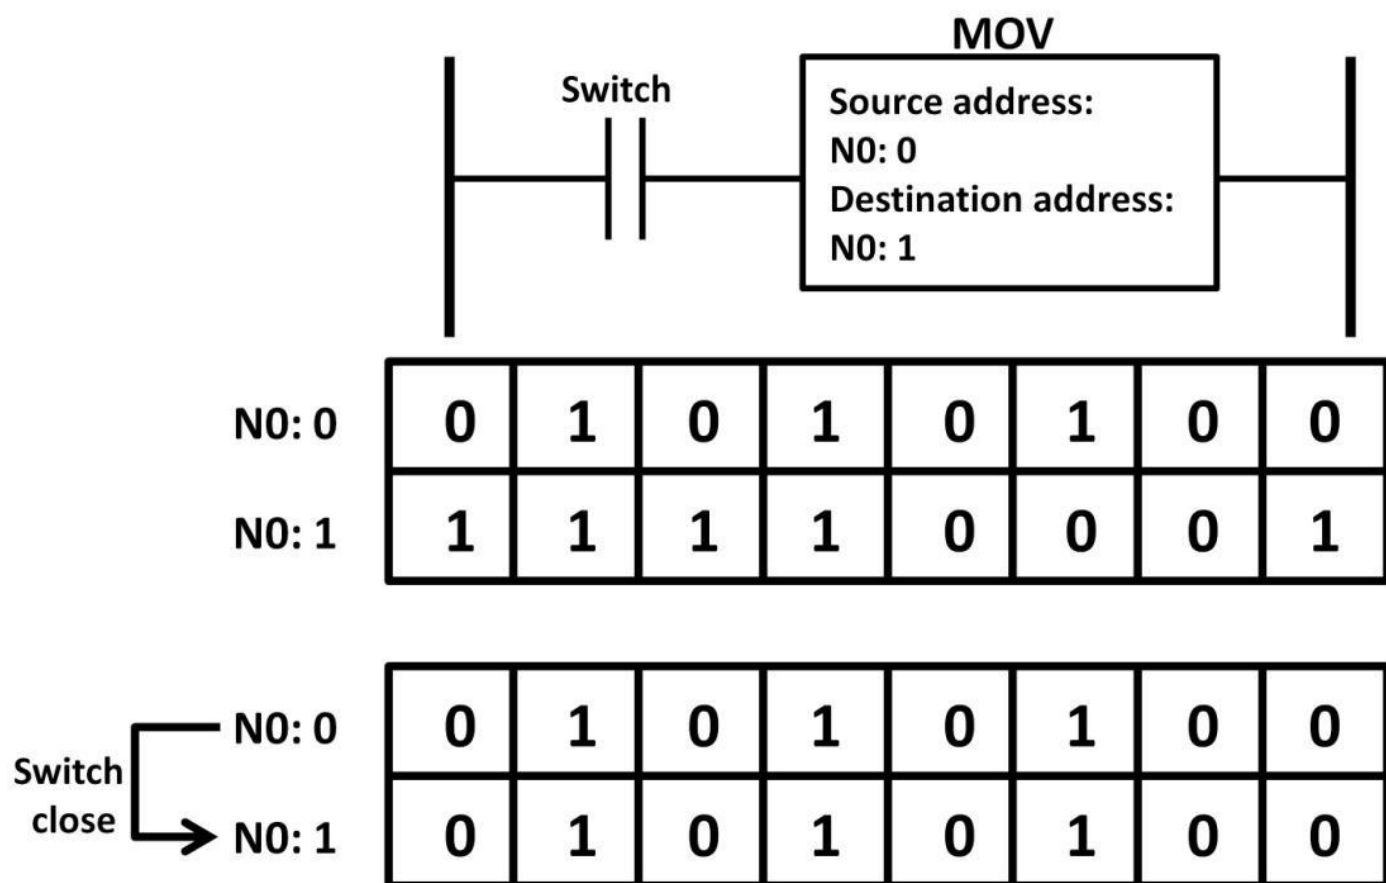 MOV
Switch
Source address:
N0: 0
Destination address:
N0: 1
N0: 0 0 1 0 1 0 1 0 0
N0: 1 1 1 1 1 0 0 0 1
Switch
close
N0: 0 0 1 0 1 0 1 0 0
N0: 1 0 1 0 1 0 1 0 0